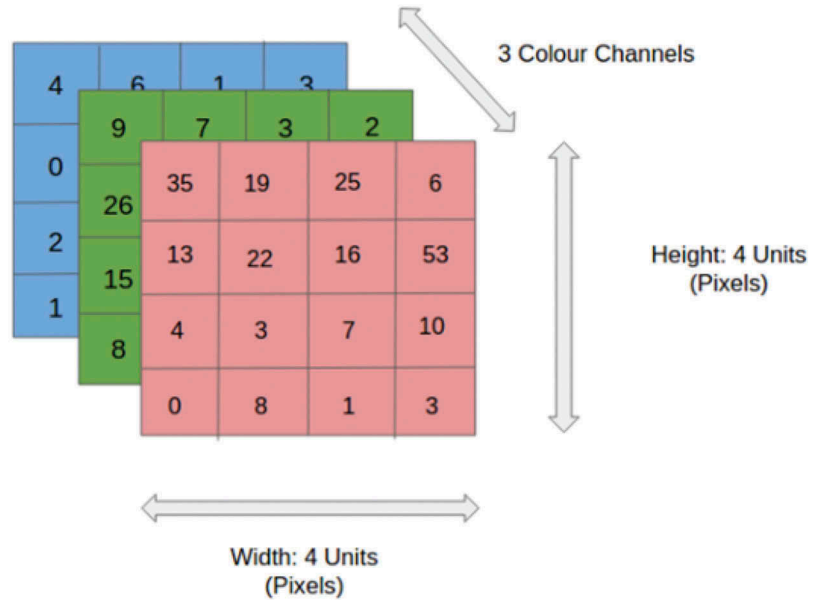 3 Colour Channels
4 6 1 3
9 7 3 2
0
35 19 25 6
26
13 22 16 53
2
15
4 3 7 10
1
8
0 8 1 3
Height: 4 Units
(Pixels)
Width: 4 Units
(Pixels)